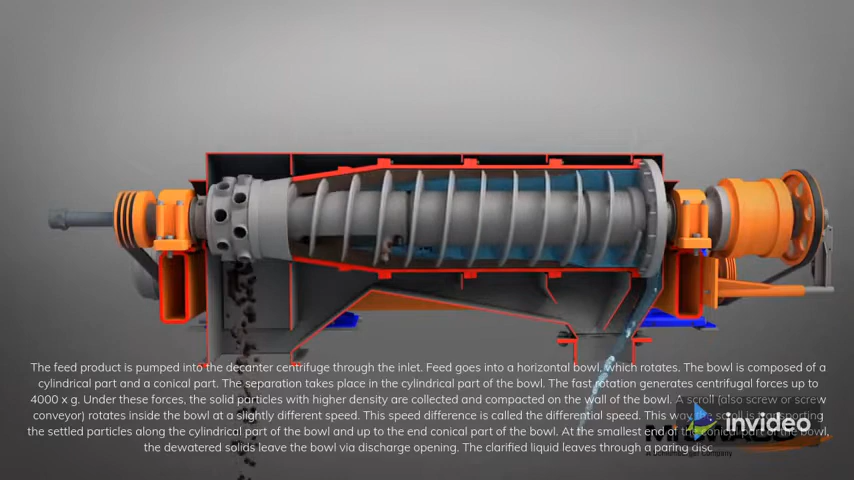 The feed product is pumped into the decanter centrifuge through the inlet. Feed goes into a horizontal bowl, which rotates. The bowl is composed of a
cylindrical part and a conical part. The separation takes place in the cylindrical part of the bowl. The fast rotation generates centrifugal forces up to
4000 x g. Under these forces, the solid particles with higher density are collected and compacted on the wall of the bowl. A scroll (also screw or screw
conveyor) rotates inside the bowl at a slightly different speed. This speed difference is called the differential speed. This way the scroll is transporting
the settled particles along the cylindrical part of the bowl and up to the end conical part of the bowl. At the smallest end of the conical part of the bowl,
the dewatered solids leave the bowl via discharge opening. The clarified liquid leaves through a paring disc
invideo
Company